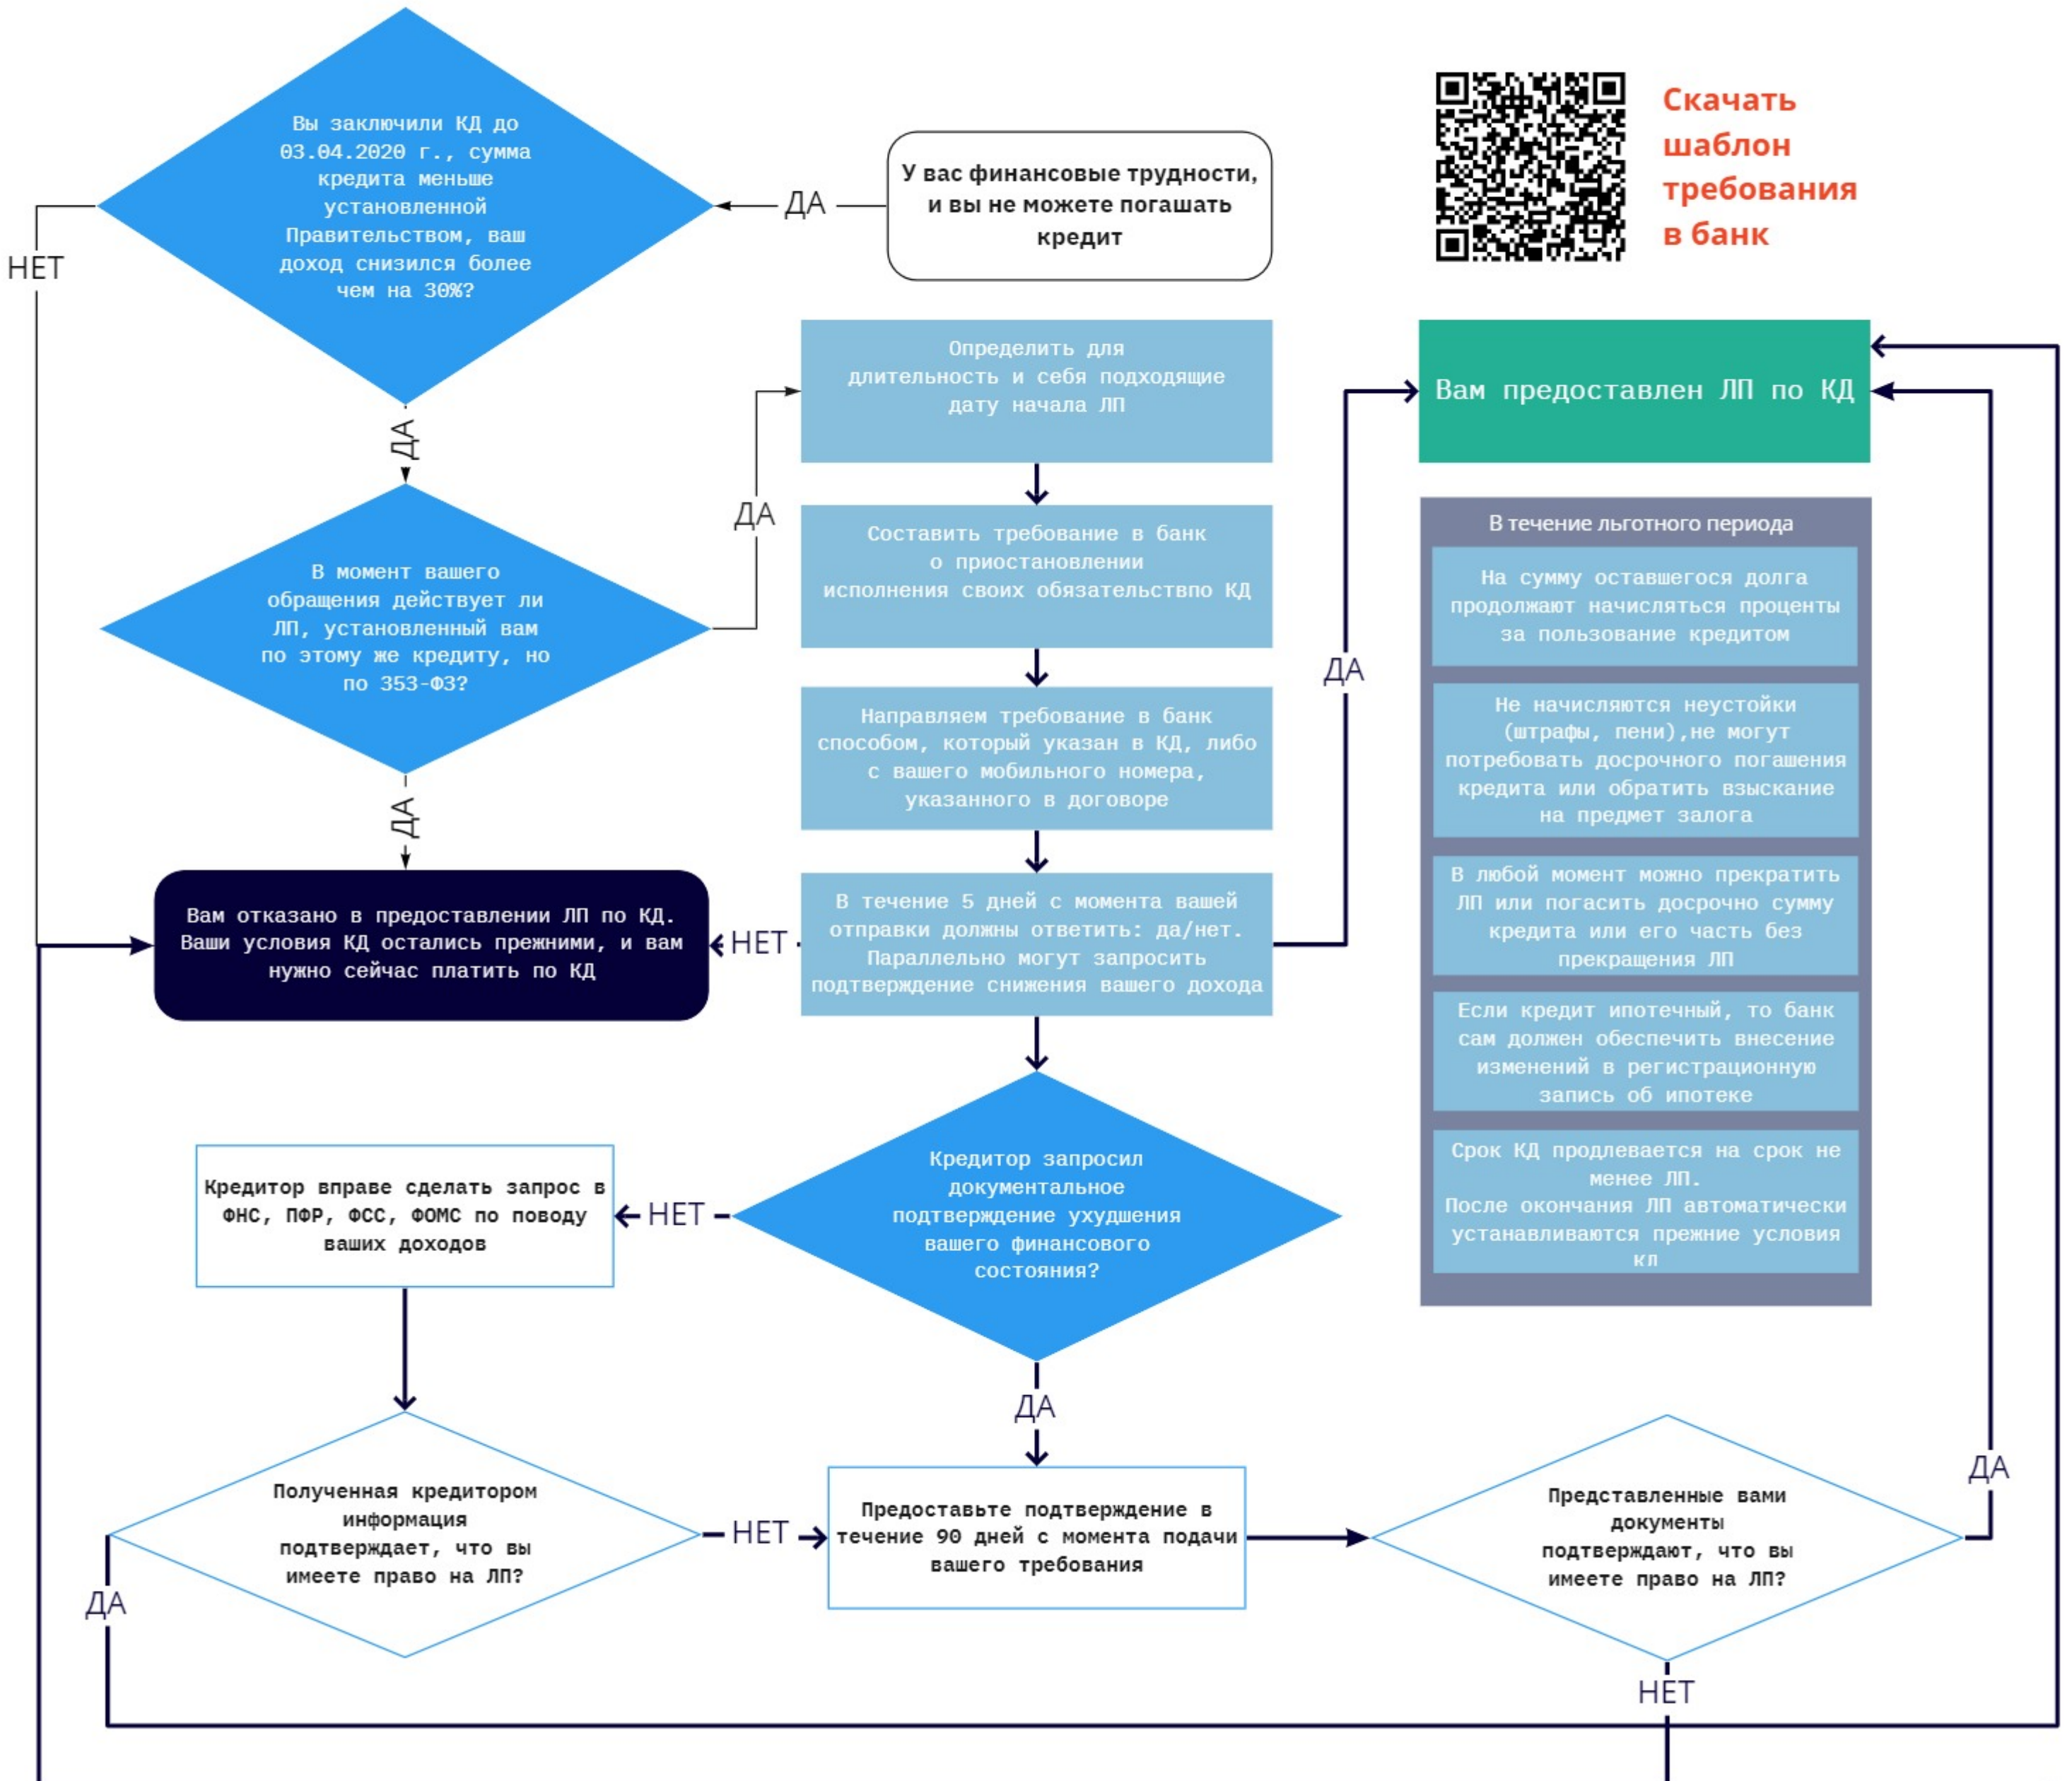 Вы заключили КД до
03.04.2020 г., сумма
кредита меньше
установленной
Правительством, ваш
доход снизился более
чем на 30%?
ДА
У вас финансовые трудности,
и вы не можете погашать
кредит
Скачать
шаблон
требования
в банк
НЕТ
ДА
В момент вашего
обращения действует ли
ЛП, установленный вам
по этому же кредиту, но
по 353-ФЗ?
ДА
ДА
Определить для
длительность и себя подходящие
дату начала ЛП
Составить требование в банк
о приостановлении
исполнения своих обязательствпо КД
Направляем требование в банк
способом, который указан в КД, либо
с вашего мобильного номера,
указанного в договоре
В течение 5 дней с момента вашей
отправки должны ответить: да/нет.
Параллельно могут запросить
подтверждение снижения вашего дохода
НЕТ
Вам отказано в предоставлении ЛП по КД.
Ваши условия КД остались прежними, и вам
нужно сейчас платить по КД
ДА
Вам предоставлен ЛП по КД
В течение льготного периода
На сумму оставшегося долга
продолжают начисляться проценты
за пользование кредитом
Не начисляются неустойки
(штрафы, пени),не могут
потребовать досрочного погашения
кредита или обратить взыскание
на предмет залога
В любой момент можно прекратить
ЛП или погасить досрочно сумму
кредита или его часть без
прекращения ЛП
Если кредит ипотечный, то банк
сам должен обеспечить внесение
изменений в регистрационную
запись об ипотеке
Срок КД продлевается на срок не
менее ЛП.
После окончания ЛП автоматически
устанавливаются прежние условия
кл
Кредитор запросил
документальное
подтверждение ухудшения
вашего финансового
состояния?
НЕТ
Кредитор вправе сделать запрос в
ФНС, ПФР, ФСС, ФОМС по поводу
ваших доходов
ДА
Полученная кредитором
информация
подтверждает, что вы
имеете право на ЛП?
НЕТ
ДА
Предоставьте подтверждение в
течение 90 дней с момента подачи
вашего требования
Представленные вами
документы
подтверждают, что вы
имеете право на ЛП?
ДА
НЕТ